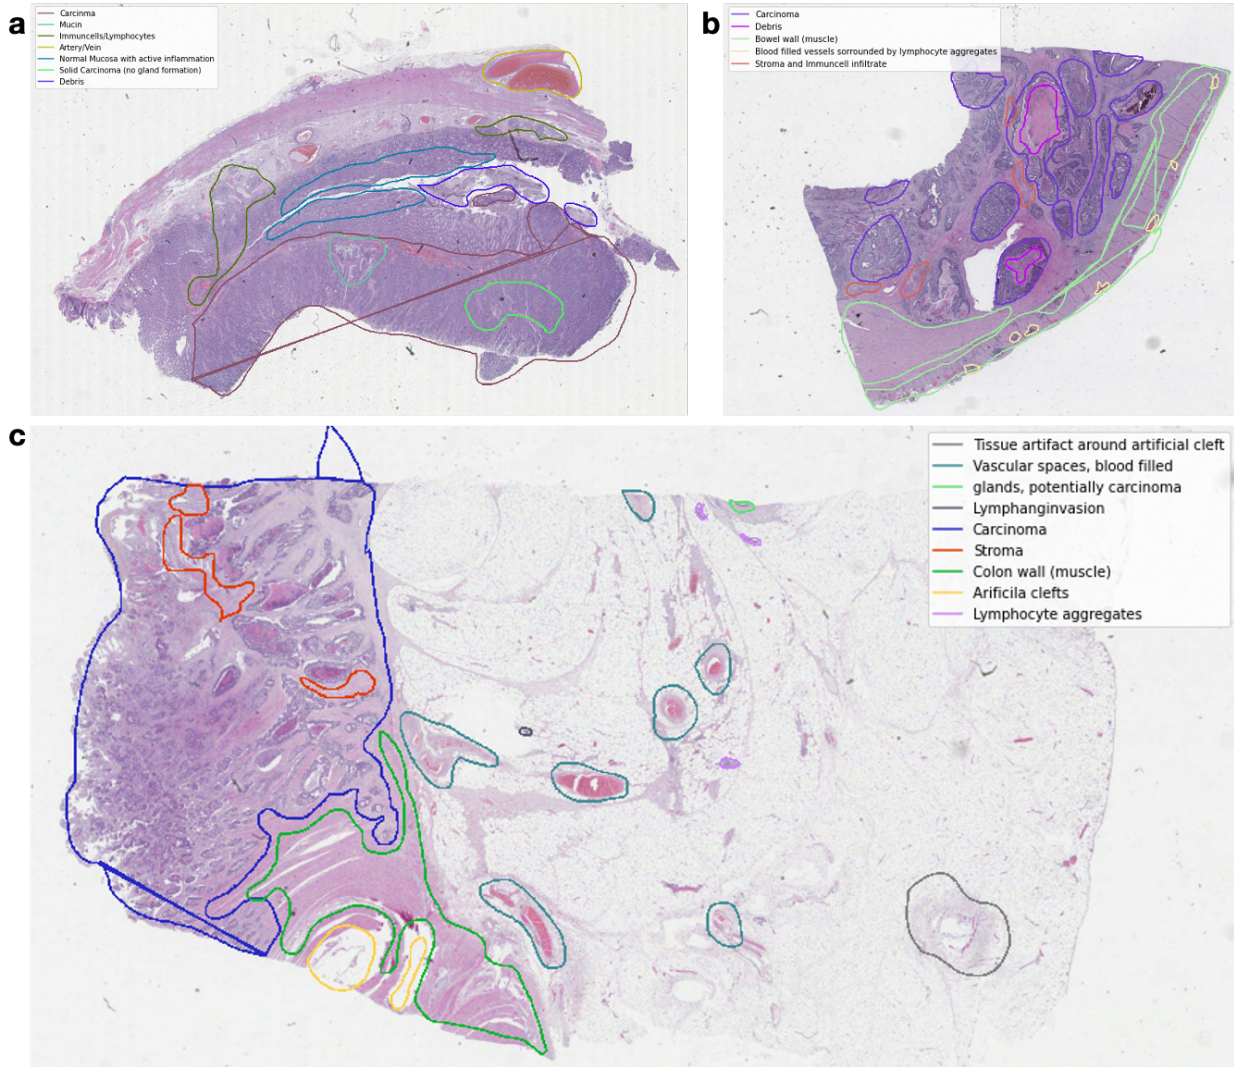 a
Carcinma
Mucin
Immuncells/Lymphocytes
Artery/Vein
Normal Mucosa with active inflammation
Solid Carcinoma (no gland formation)
Debris
b
Carcinoma
Debris
Bowel wall (muscle)
Blood filled vessels sorrounded by lymphocyte aggregates
Stroma and Immuncell infiltrate
c
Tissue artifact around artificial cleft
Vascular spaces, blood filled
glands, potentially carcinoma
Lymphanginvasion
Carcinoma
Stroma
Colon wall (muscle)
Arificila clefts
Lymphocyte aggregates